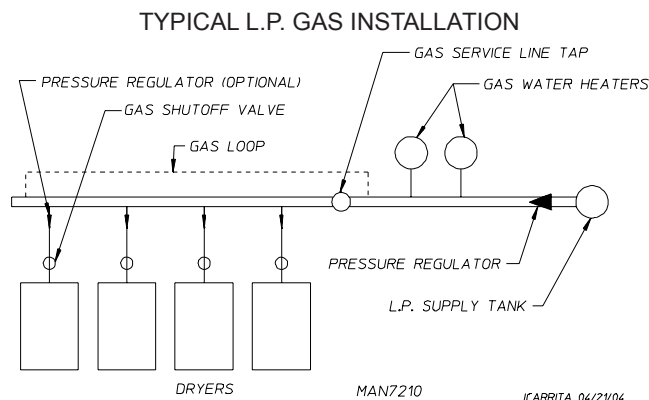 TYPICAL L.P. GAS INSTALLATION
GAS SERVICE LINE TAP
PRESSURE REGULATOR (OPTIONAL)
GAS WATER HEATERS
GAS SHUTOFF VALVE
GAS LOOP
PRESSURE REGULATOR
L.P. SUPPLY TANK
DRYERS
MAN7210
ICARRITA 04/21/04